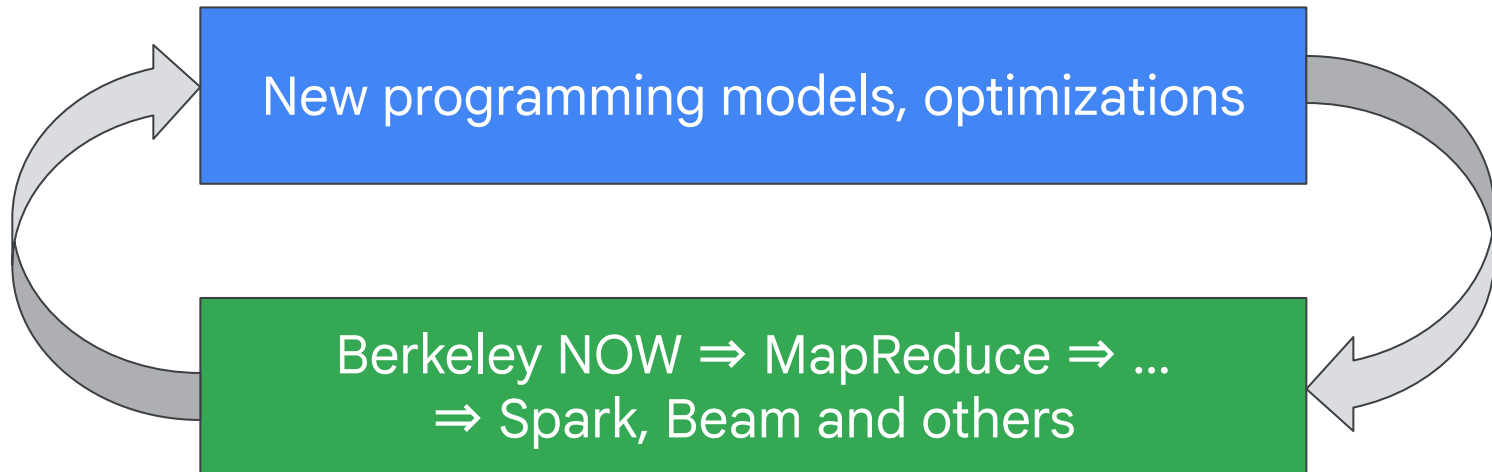 New programming models, optimizations
Berkeley NOW ⇒ MapReduce ⇒ ...
⇒ Spark, Beam and others